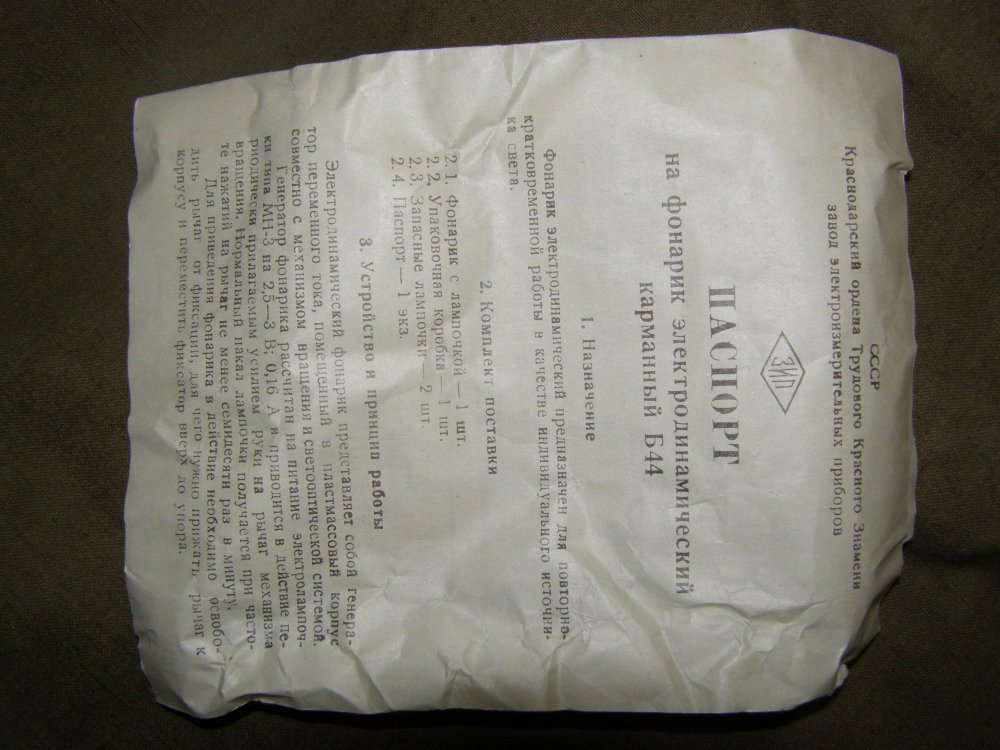 СССР
Краснодарский ордена Трудового Красного Знамени
завод электроизмерительных приборов
ЗИП
ПАСПОРТ
на фонарик электродинамический
карманный Б44
1. Назначение
Фонарик электродинамический предназначен для повторно-
кратковременной работы в качестве индивидуального источни-
ка света.
2. Комплект поставки
2. 1. Фонарик с лампочкой — 1 шт.
2. 2. Упаковочная коробка — 1 шт.
2. 3. Запасные лампочки — 2 шт.
2. 4. Паспорт — 1 экз.
3. Устройство и принцип работы
Электродинамический фонарик представляет собой генера-
тор переменного тока, помещенный в пластмассовый корпус
совместно с механизмом вращения и светооптической системой.
Генератор фонарика рассчитан на питание электролампоч-
ки типа МН-3 на 2,5—3 В; 0,16 А и приводится в действие пе-
риодически прилагаемым усилием руки на рычаг механизма
вращения. Нормальный накал лампочки получается при часто-
те нажатий на рычаг не менее семидесяти раз в минуту.
Для приведения фонарика в действие необходимо освобо-
дить рычаг от фиксации, для чего нужно прижать рычаг к
корпусу и переместить фиксатор вверх до упора.